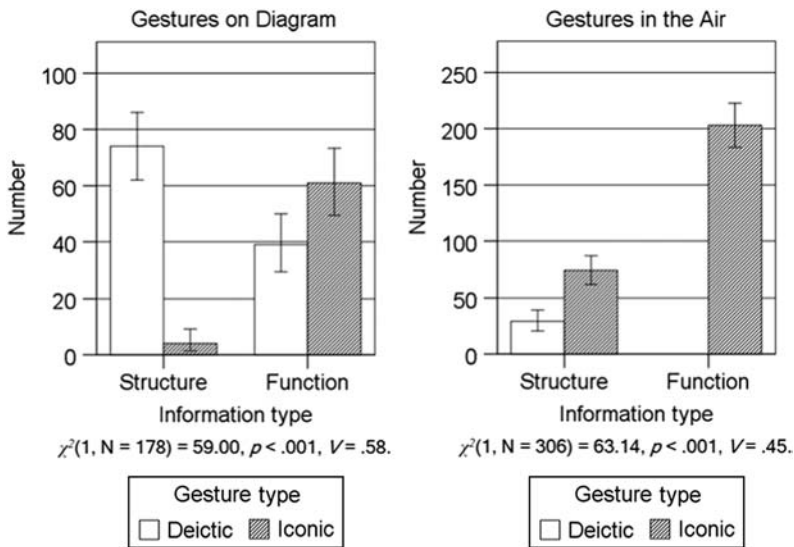 Gestures on Diagram
100
80
60
40
20
0
Number
Structure
Function
Information type
χ²(1, N = 178) = 59.00, p < .001, V = .58.
Gesture type
Deictic Iconic
Gestures in the Air
250
200
150
100
50
0
Number
Structure
Function
Information type
χ²(1, N = 306) = 63.14, p < .001, V = .45.
Gesture type
Deictic Iconic